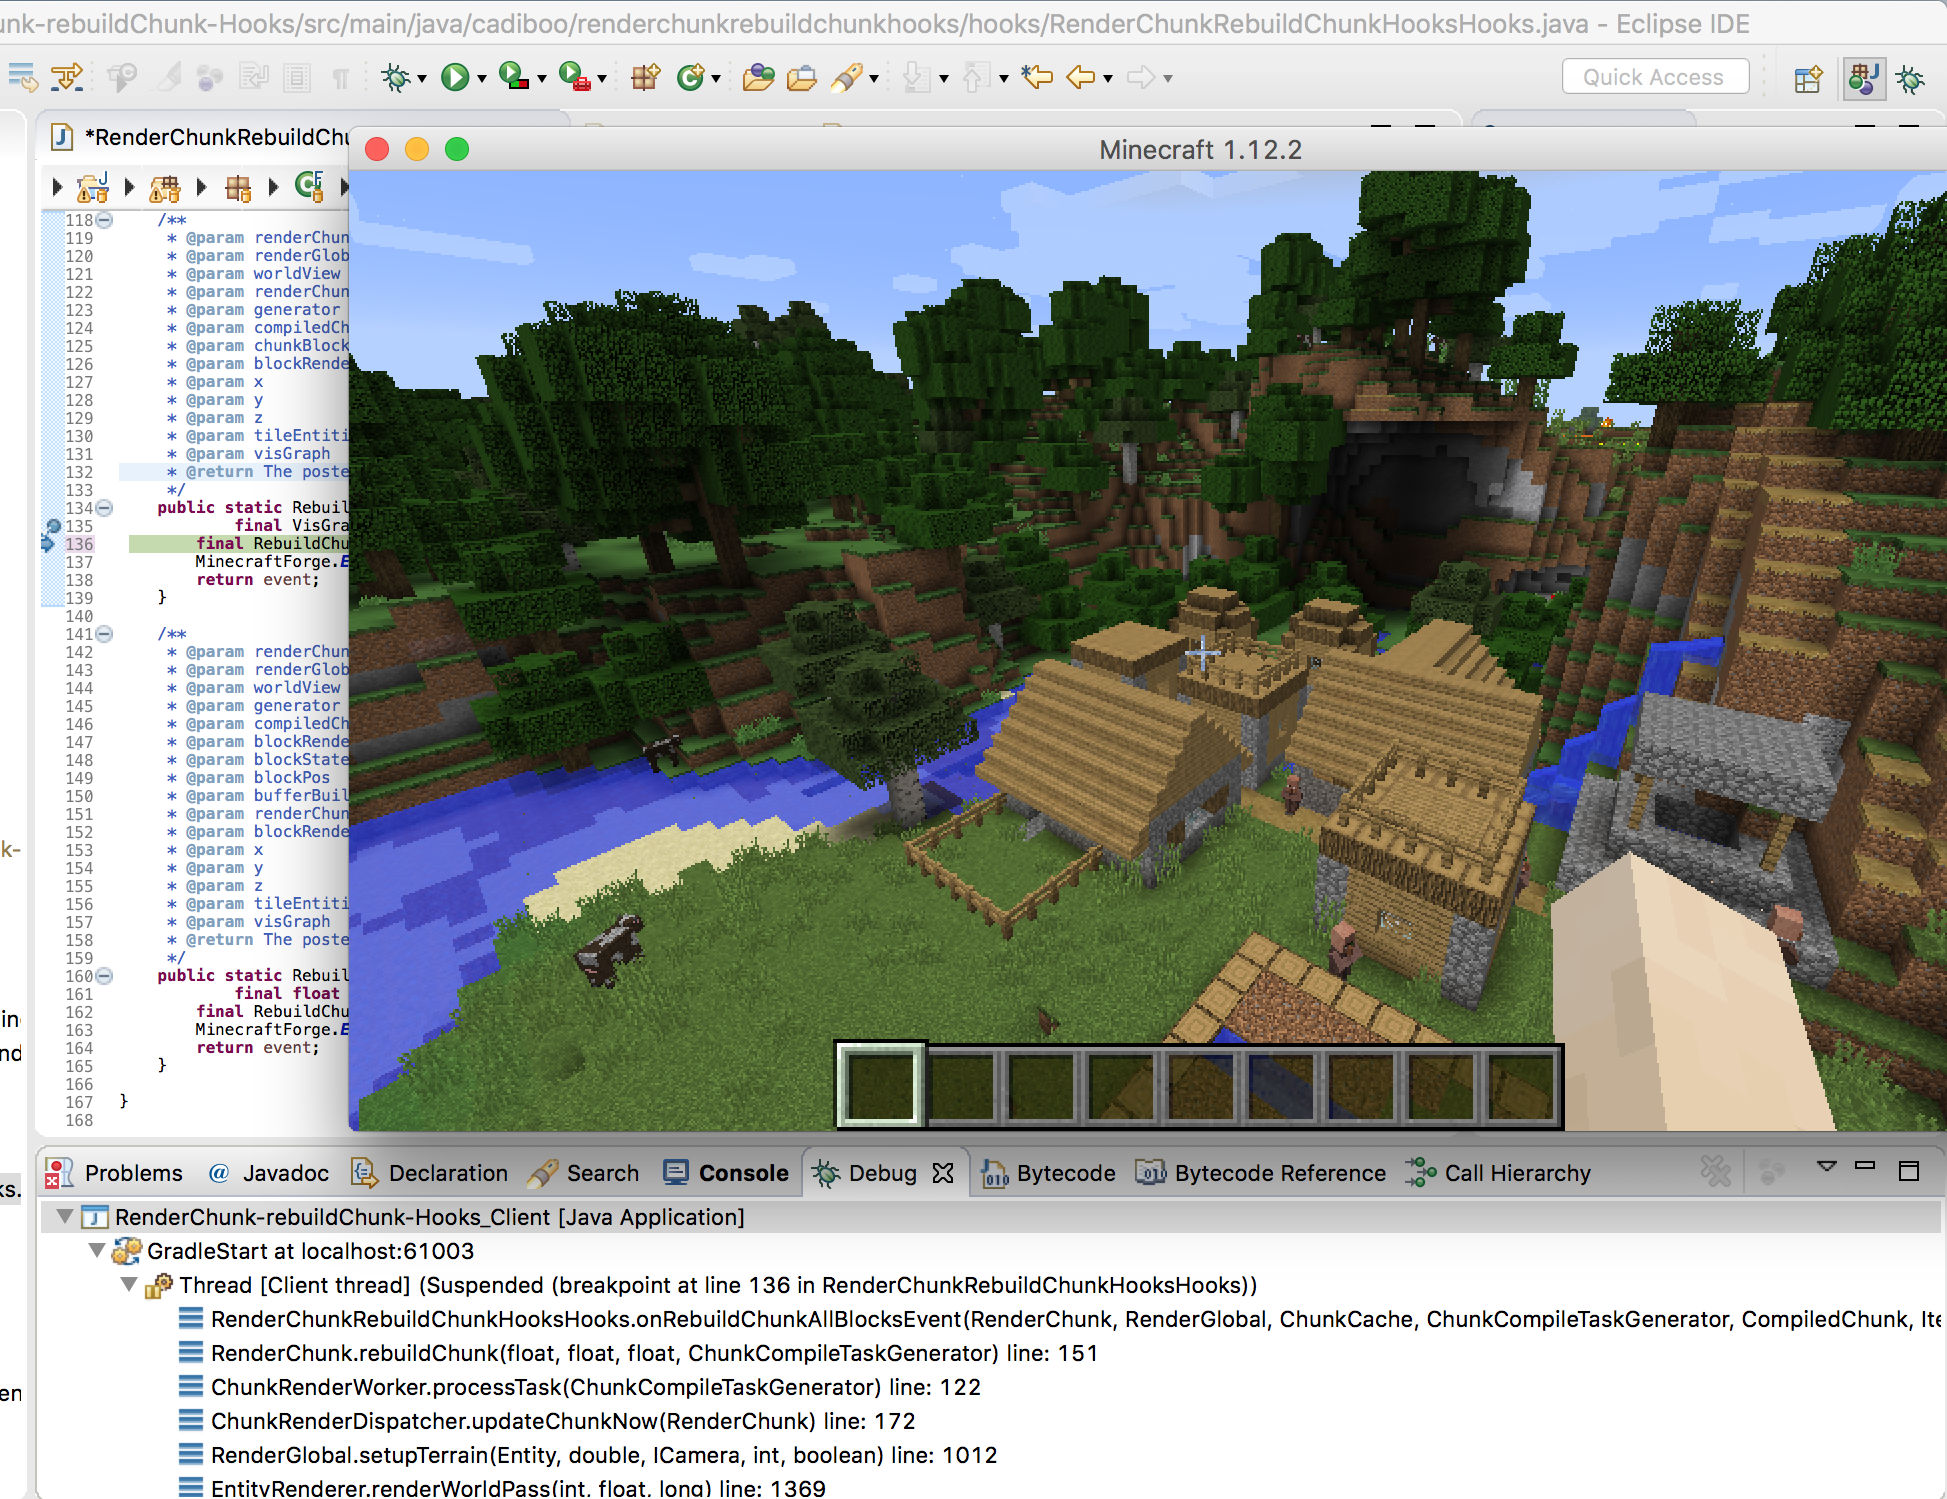 unk-rebuildChunk-Hooks/src/main/java/cadiboo/renderchunkrebuildchunkhooks/hooks/RenderChunkRebuildChunkHooksHooks.java - Eclipse IDE
Quick Access
*RenderChunkRebuildChu
Minecraft 1.12.2
118 /**
119 * @param renderChun
120 * @param renderGlob
121 * @param worldView
122 * @param renderChun
123 * @param generator
124 * @param compiledCh
125 * @param chunkBlock
126 * @param blockRende
127 * @param x
128 * @param y
129 * @param z
130 * @param tileEntiti
131 * @param visGraph
132 * @return The poste
133 */
134 public static Rebuil
135 final VisGra
136 final RebuildChu
137 MinecraftForge.E
138 return event;
139 }
140
141 /**
142 * @param renderChun
143 * @param renderGlob
144 * @param worldView
145 * @param generator
146 * @param compiledCh
147 * @param blockRende
148 * @param blockState
149 * @param blockPos
150 * @param bufferBuil
151 * @param renderChun
152 * @param blockRende
153 * @param x
154 * @param y
155 * @param z
156 * @param tileEntiti
157 * @param visGraph
158 * @return The poste
159 */
160 public static Rebuil
161 final float
162 final RebuildChu
163 MinecraftForge.E
164 return event;
165 }
166
167 }
168
k-
in
nd
ks.
en
Problems @ Javadoc Declaration Search Console Debug Bytecode Bytecode Reference Call Hierarchy
RenderChunk-rebuildChunk-Hooks_Client [Java Application]
GradleStart at localhost:61003
Thread [Client thread] (Suspended (breakpoint at line 136 in RenderChunkRebuildChunkHooksHooks))
RenderChunkRebuildChunkHooksHooks.onRebuildChunkAllBlocksEvent(RenderChunk, RenderGlobal, ChunkCache, ChunkCompileTaskGenerator, CompiledChunk, Ite
RenderChunk.rebuildChunk(float, float, float, ChunkCompileTaskGenerator) line: 151
ChunkRenderWorker.processTask(ChunkCompileTaskGenerator) line: 122
ChunkRenderDispatcher.updateChunkNow(RenderChunk) line: 172
RenderGlobal.setupTerrain(Entity, double, ICamera, int, boolean) line: 1012
EntityRenderer.renderWorldPass(int, float, long) line: 1369